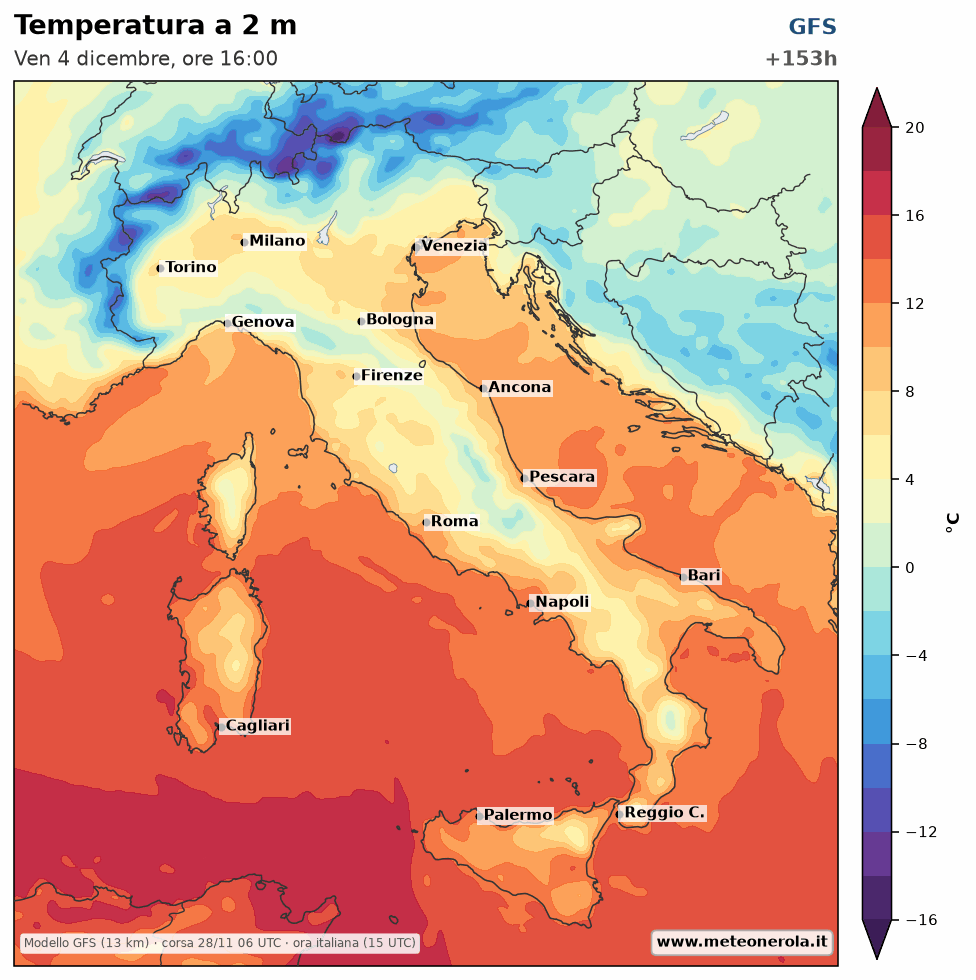 Temperatura a 2 m
GFS
Ven 4 dicembre, ore 16:00
+153h
Milano
Venezia
Torino
Genova
Bologna
Firenze
Ancona
Pescara
Roma
Bari
Napoli
Cagliari
Palermo
Reggio C.
20
16
12
8
4
0
−4
−8
−12
−16
°C
Modello GFS (13 km) · corsa 28/11 06 UTC · ora italiana (15 UTC)
www.meteonerola.it